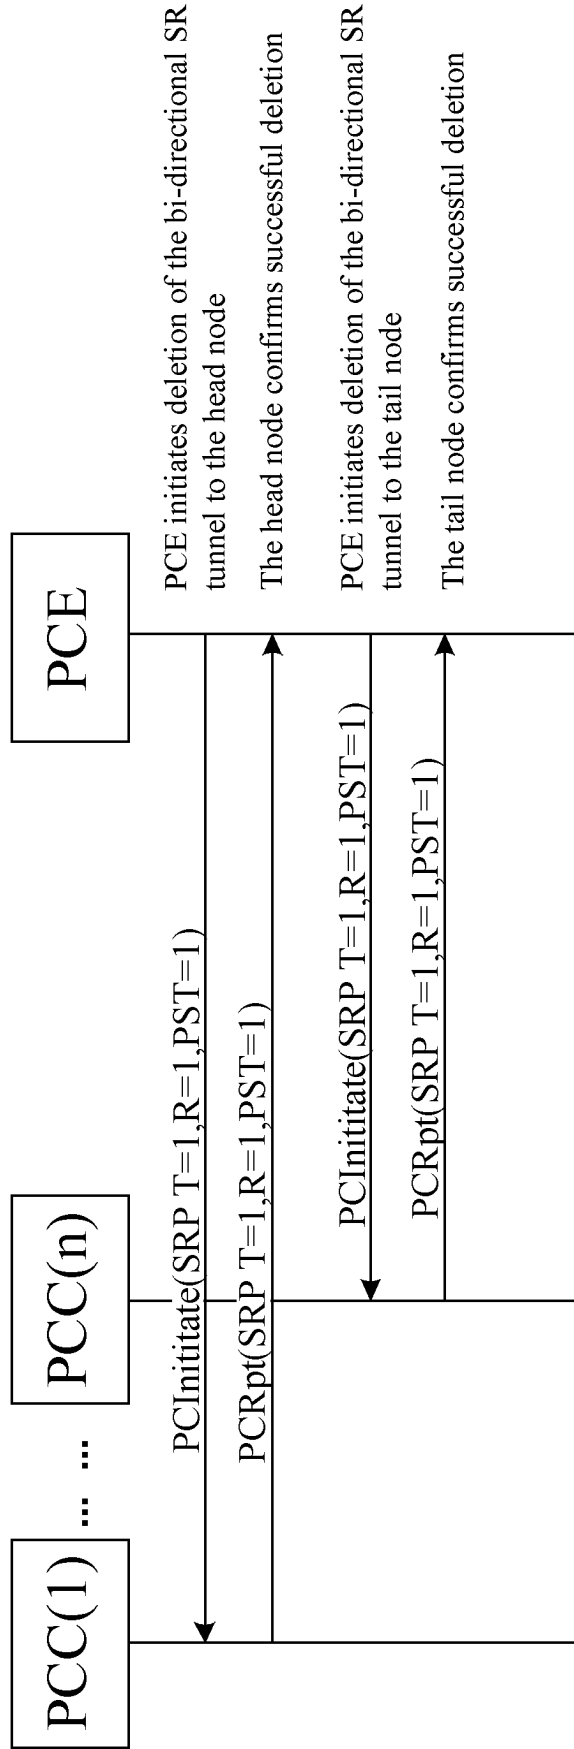 PCC(1)
... ...
PCC(n)
PCE
PCInititate(SRP T=1,R=1,PST=1)
PCE initiates deletion of the bi-directional SR
tunnel to the head node
PCRpt(SRP T=1,R=1,PST=1)
The head node confirms successful deletion
PCInititate(SRP T=1,R=1,PST=1)
PCE initiates deletion of the bi-directional SR
tunnel to the tail node
PCRpt(SRP T=1,R=1,PST=1)
The tail node confirms successful deletion